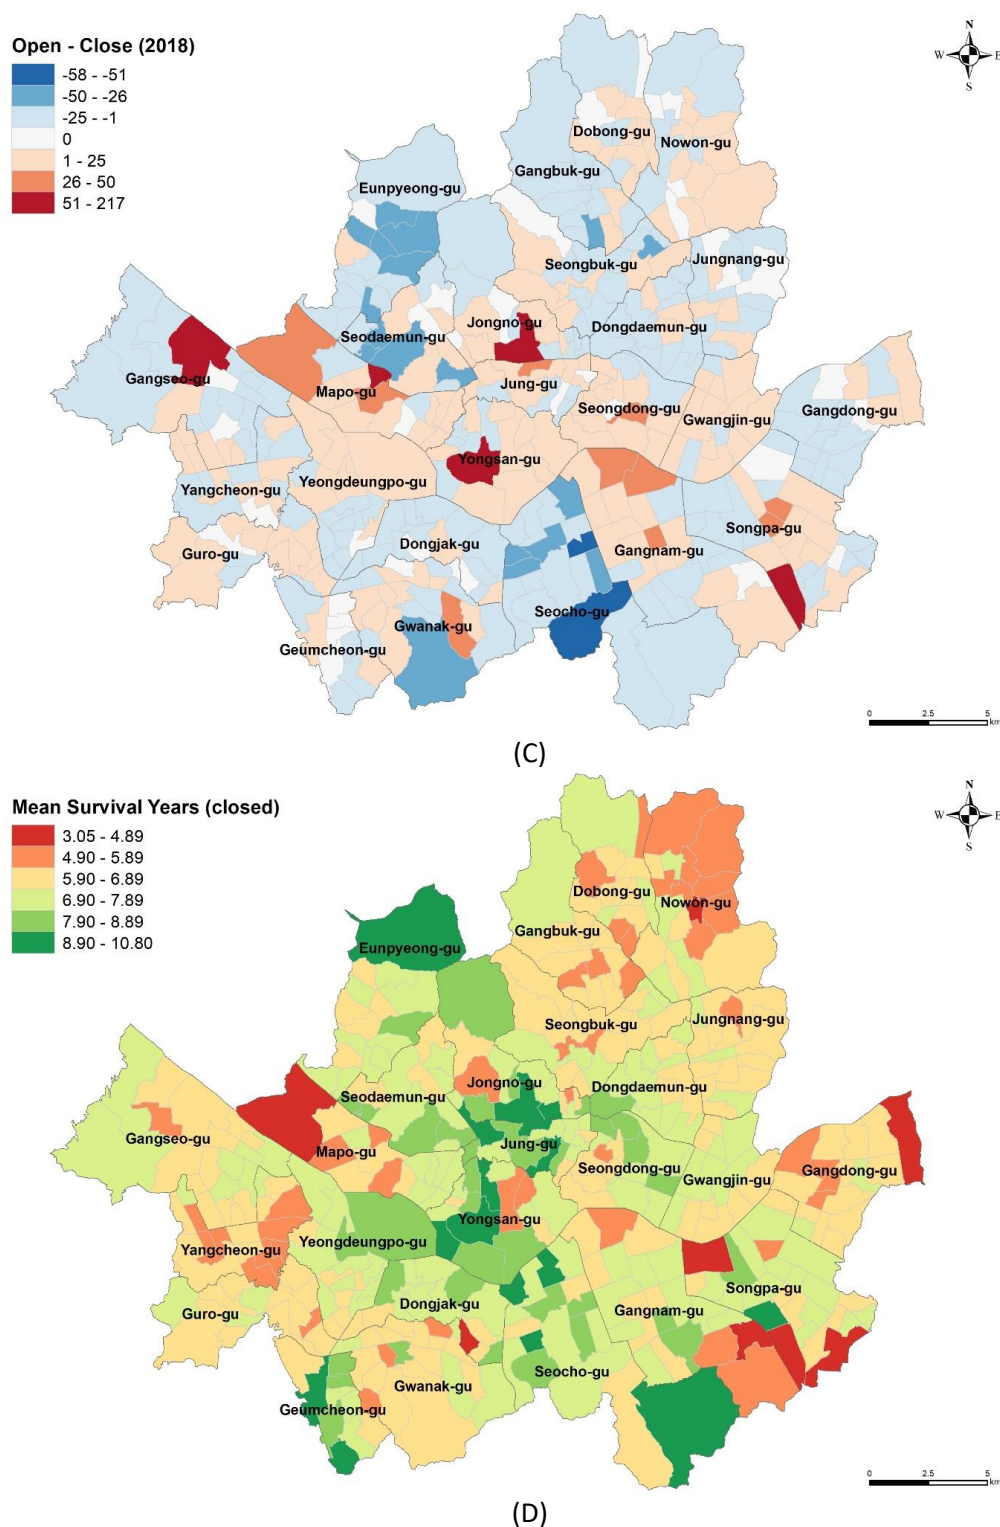 Open - Close (2018)
-58 - -51
-50 - -26
-25 - -1
0
1 - 25
26 - 50
51 - 217
N
W E
S
Dobong-gu
Nowon-gu
Gangbuk-gu
Eunpyeong-gu
Jungnang-gu
Seongbuk-gu
Jongno-gu
Dongdaemun-gu
Seodaemun-gu
Gangseo-gu
Jung-gu
Mapo-gu
Seongdong-gu
Gangdong-gu
Gwangjin-gu
Yongsan-gu
Yeongdeungpo-gu
Yangcheon-gu
Songpa-gu
Dongjak-gu
Gangnam-gu
Guro-gu
Seocho-gu
Gwanak-gu
Geumcheon-gu
0 2.5 5
km
(C)
Mean Survival Years (closed)
3.05 - 4.89
4.90 - 5.89
5.90 - 6.89
6.90 - 7.89
7.90 - 8.89
8.90 - 10.80
N
W E
S
Dobong-gu
Nowon-gu
Gangbuk-gu
Eunpyeong-gu
Jungnang-gu
Seongbuk-gu
Jongno-gu
Dongdaemun-gu
Seodaemun-gu
Gangseo-gu
Jung-gu
Mapo-gu
Seongdong-gu
Gangdong-gu
Gwangjin-gu
Yongsan-gu
Yeongdeungpo-gu
Yangcheon-gu
Songpa-gu
Dongjak-gu
Gangnam-gu
Guro-gu
Seocho-gu
Gwanak-gu
Geumcheon-gu
0 2.5 5
km
(D)